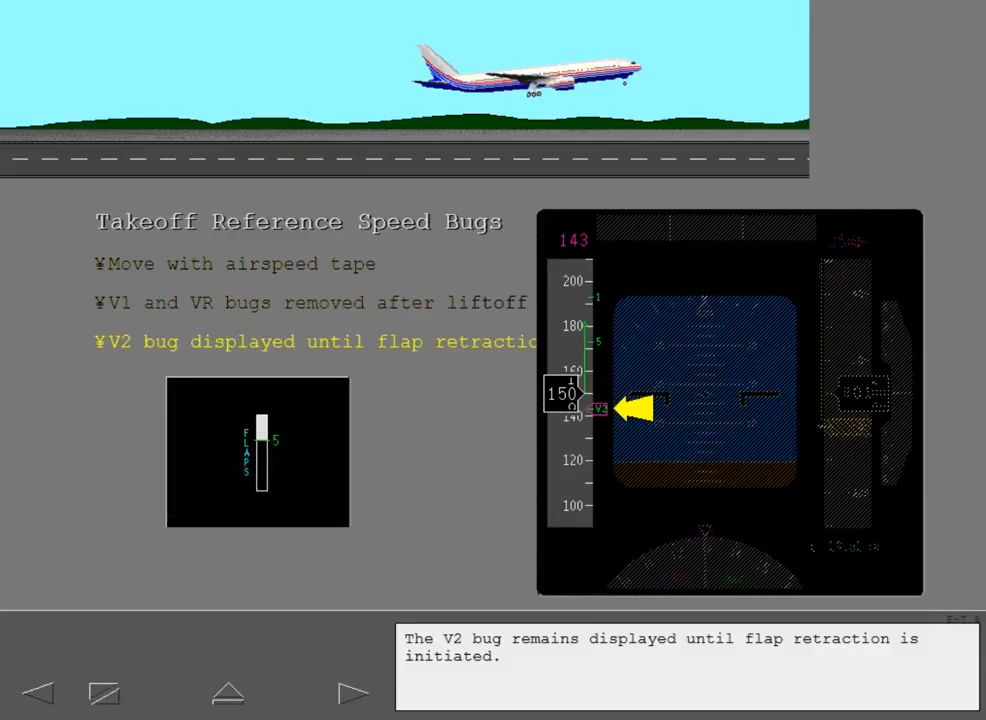 Takeoff Reference Speed Bugs
¥Move with airspeed tape
¥V1 and VR bugs removed after liftoff
¥V2 bug displayed until flap retractio
143
200
1
180
5
160
150
V2
140
120
100
FLAPS
5
The V2 bug remains displayed until flap retraction is
initiated.